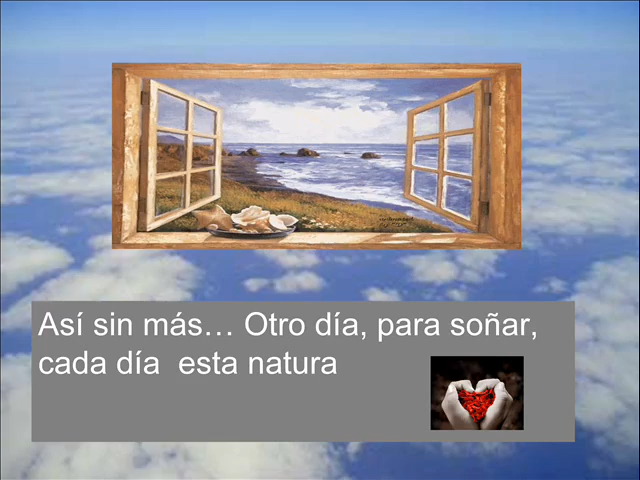 Así sin más… Otro día, para soñar,
cada día  esta natura